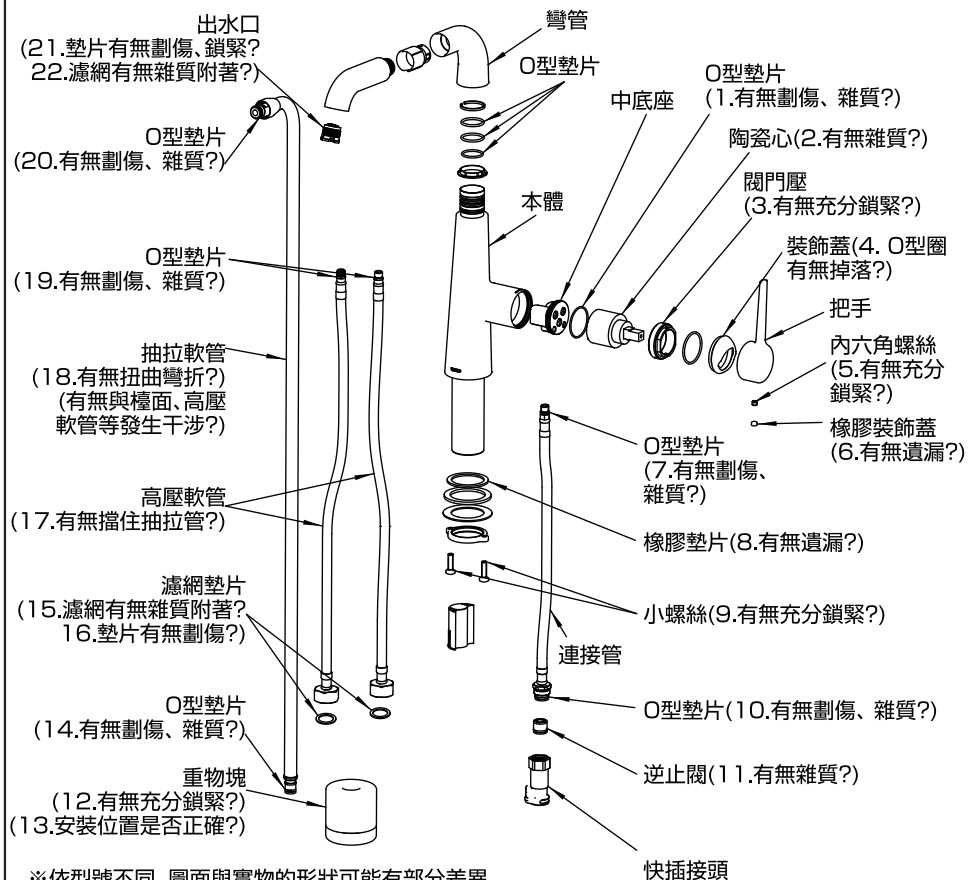 出水口
(21.墊片有無劃傷、鎖緊?
22.濾網有無雜質附著?)
彎管
O型墊片
O型墊片
(1.有無劃傷、雜質?)
中底座
陶瓷心(2.有無雜質?)
O型墊片
(20.有無劃傷、雜質?)
閥門壓
(3.有無充分鎖緊?)
本體
裝飾蓋(4. O型圈
有無掉落?)
O型墊片
(19.有無劃傷、雜質?)
把手
內六角螺絲
(5.有無充分
鎖緊?)
抽拉軟管
(18.有無扭曲彎折?)
(有無與檯面、高壓
軟管等發生干涉?)
橡膠裝飾蓋
(6.有無遺漏?)
O型墊片
(7.有無劃傷、
雜質?)
高壓軟管
(17.有無擋住抽拉管?)
橡膠墊片(8.有無遺漏?)
濾網墊片
(15.濾網有無雜質附著?
16.墊片有無劃傷?)
小螺絲(9.有無充分鎖緊?)
連接管
O型墊片
(14.有無劃傷、雜質?)
O型墊片(10.有無劃傷、雜質?)
重物塊
(12.有無充分鎖緊?)
(13.安裝位置是否正確?)
逆止閥(11.有無雜質?)
快插接頭
※依型號不同,圖面與實物的形狀可能有部分差異